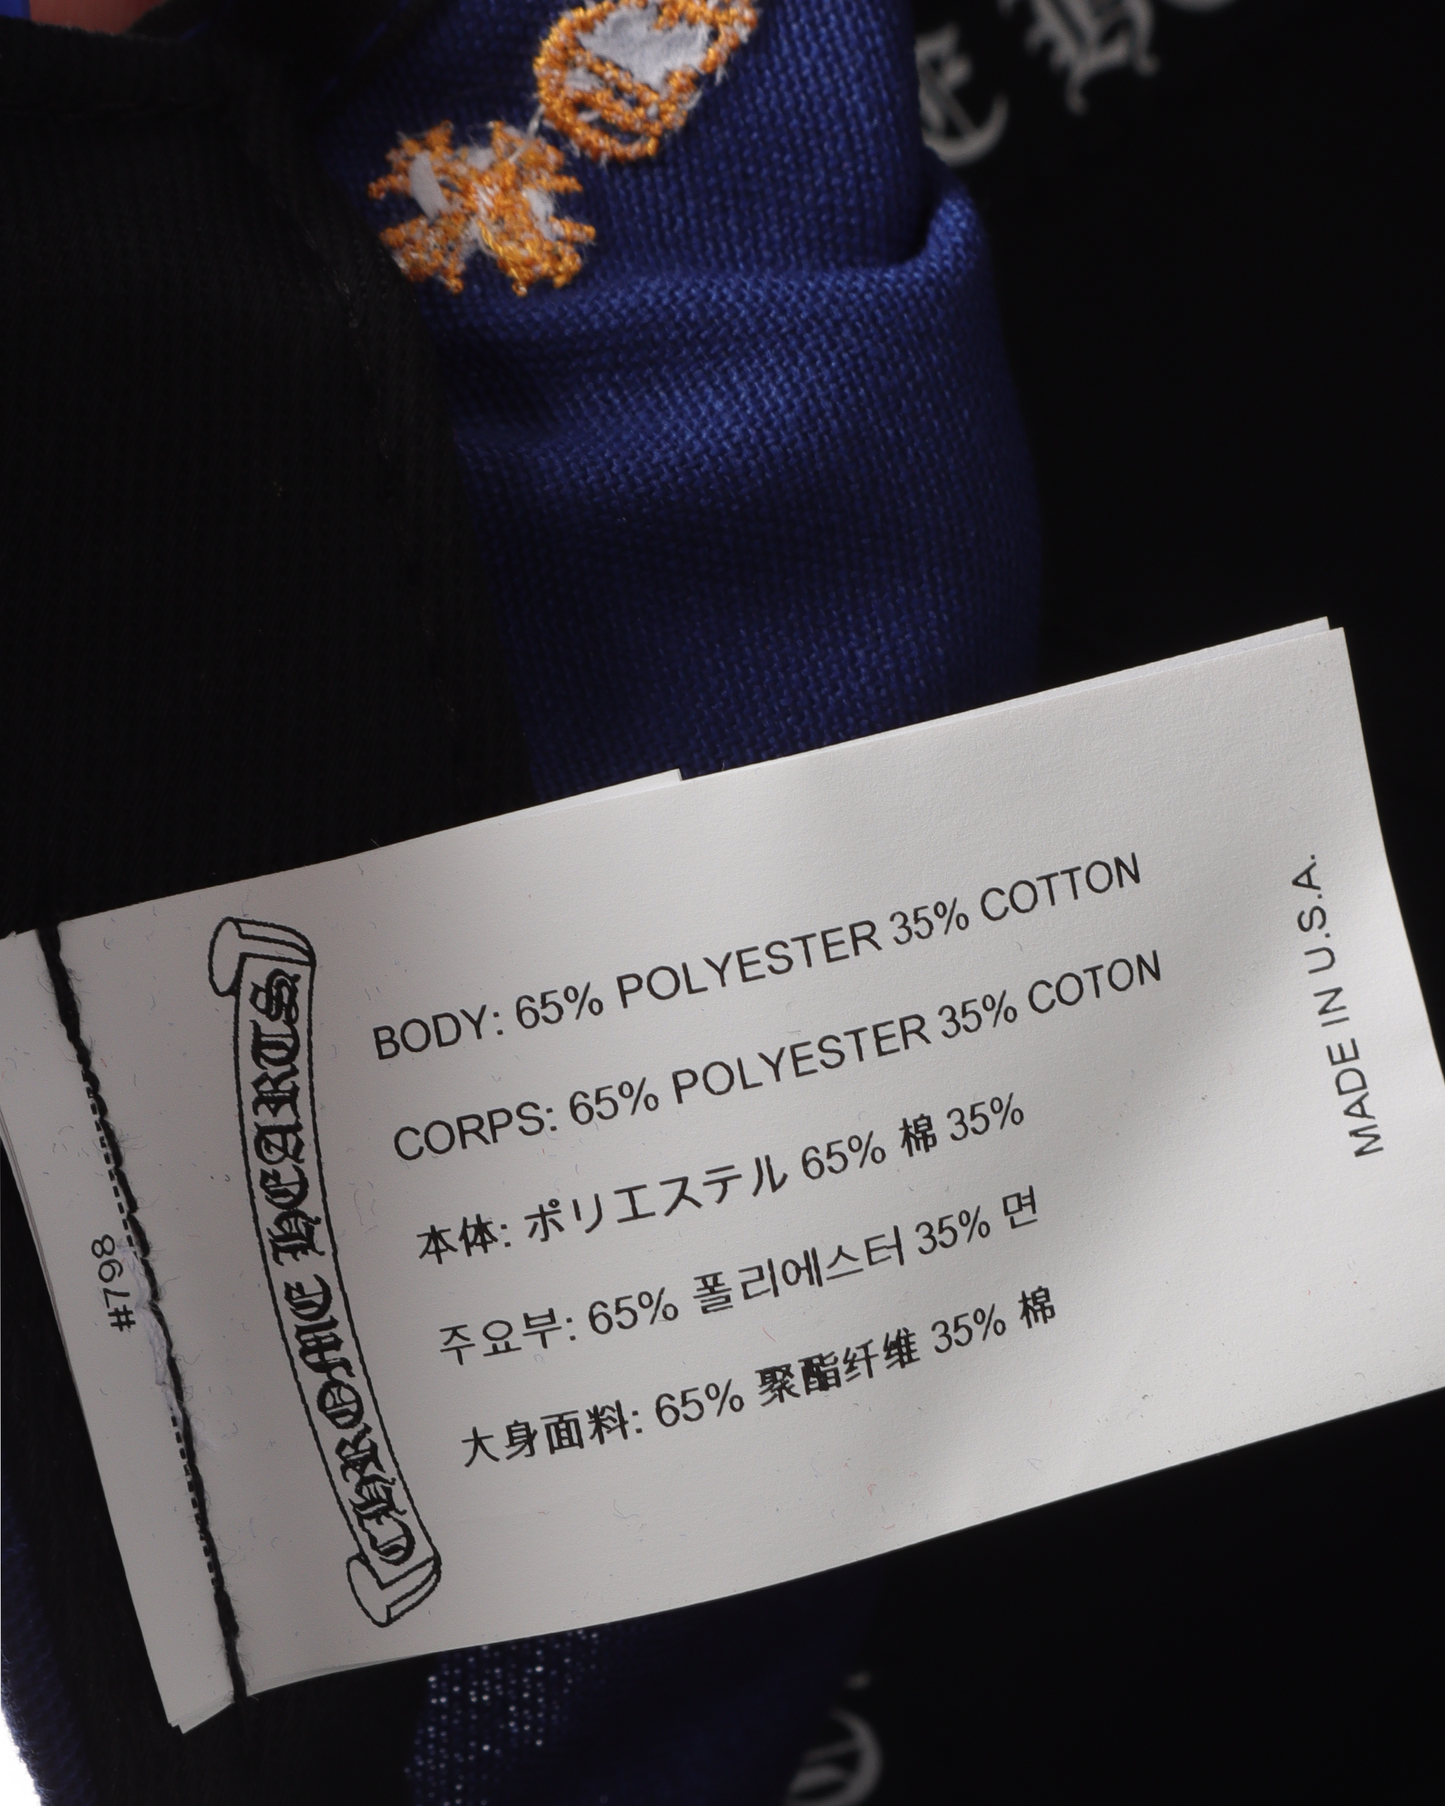 BODY: 65% POLYESTER 35% COTTON
CORPS: 65% POLYESTER 35% COTON
本体: ポリエステル 65% 棉 35%
주요부: 65% 폴리에스터 35% 면
大身面料: 65% 聚酯纤维 35% 棉
MADE IN U.S.A.
CHROME HEARTS
#798